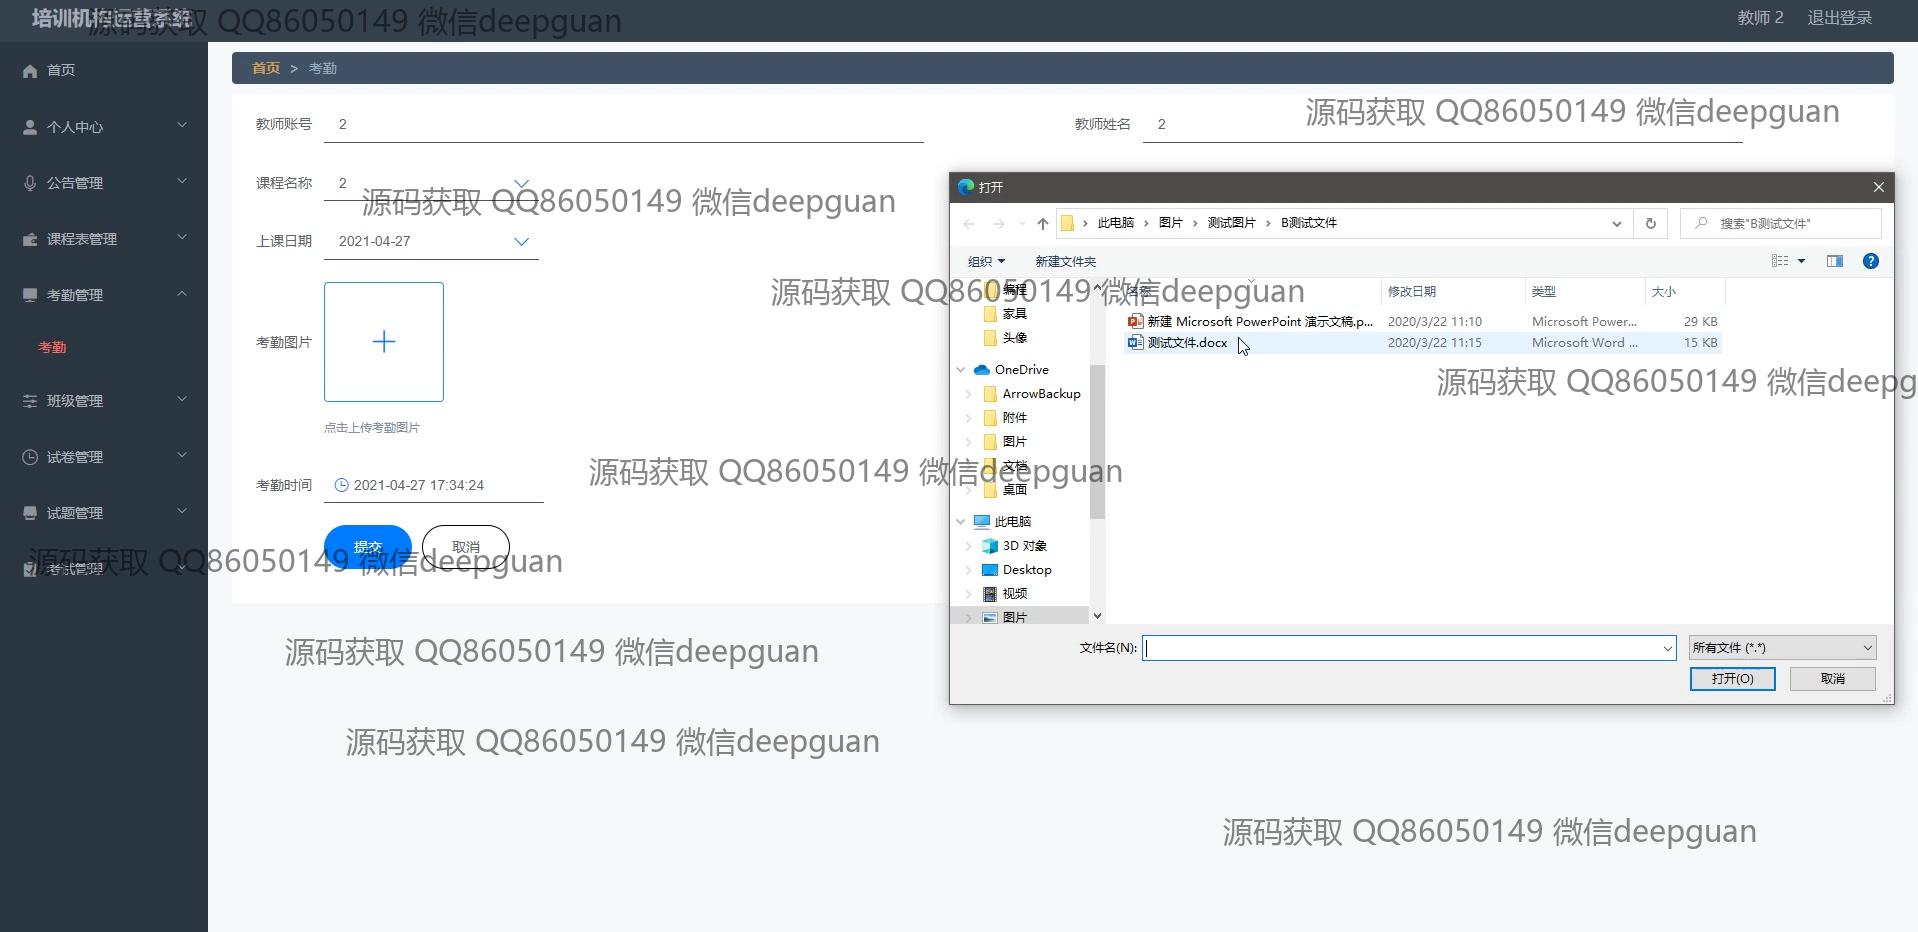 培训机构运营系统
源码获取 QQ86050149 微信deepguan
教师 2 退出登录
首页
个人中心
公告管理
课程表管理
考勤管理
考勤
班级管理
试卷管理
试题管理
考试管理
首页 > 考勤
教师账号 2
教师姓名 2
源码获取 QQ86050149 微信deepguan
课程名称 2
源码获取 QQ86050149 微信deepguan
上课日期 2021-04-27
考勤图片
点击上传考勤图片
考勤时间 2021-04-27 17:34:24
提交 取消
打开
此电脑 图片 测试图片 B测试文件
搜索"B测试文件"
组织 新建文件夹
源码获取 QQ86050149 微信deepguan
名称 修改日期 类型 大小
新建 Microsoft PowerPoint 演示文稿.p... 2020/3/22 11:10 Microsoft Power... 29 KB
测试文件.docx 2020/3/22 11:15 Microsoft Word ... 15 KB
编程
家具
头像
OneDrive
ArrowBackup
附件
图片
文档
桌面
此电脑
3D 对象
Desktop
视频
图片
源码获取 QQ86050149 微信deepg
源码获取 QQ86050149 微信deepguan
文件名(N): 所有文件 (*.*)
打开(O) 取消
源码获取 QQ86050149 微信deepguan
源码获取 QQ86050149 微信deepguan
源码获取 QQ86050149 微信deepguan
源码获取 QQ86050149 微信deepguan